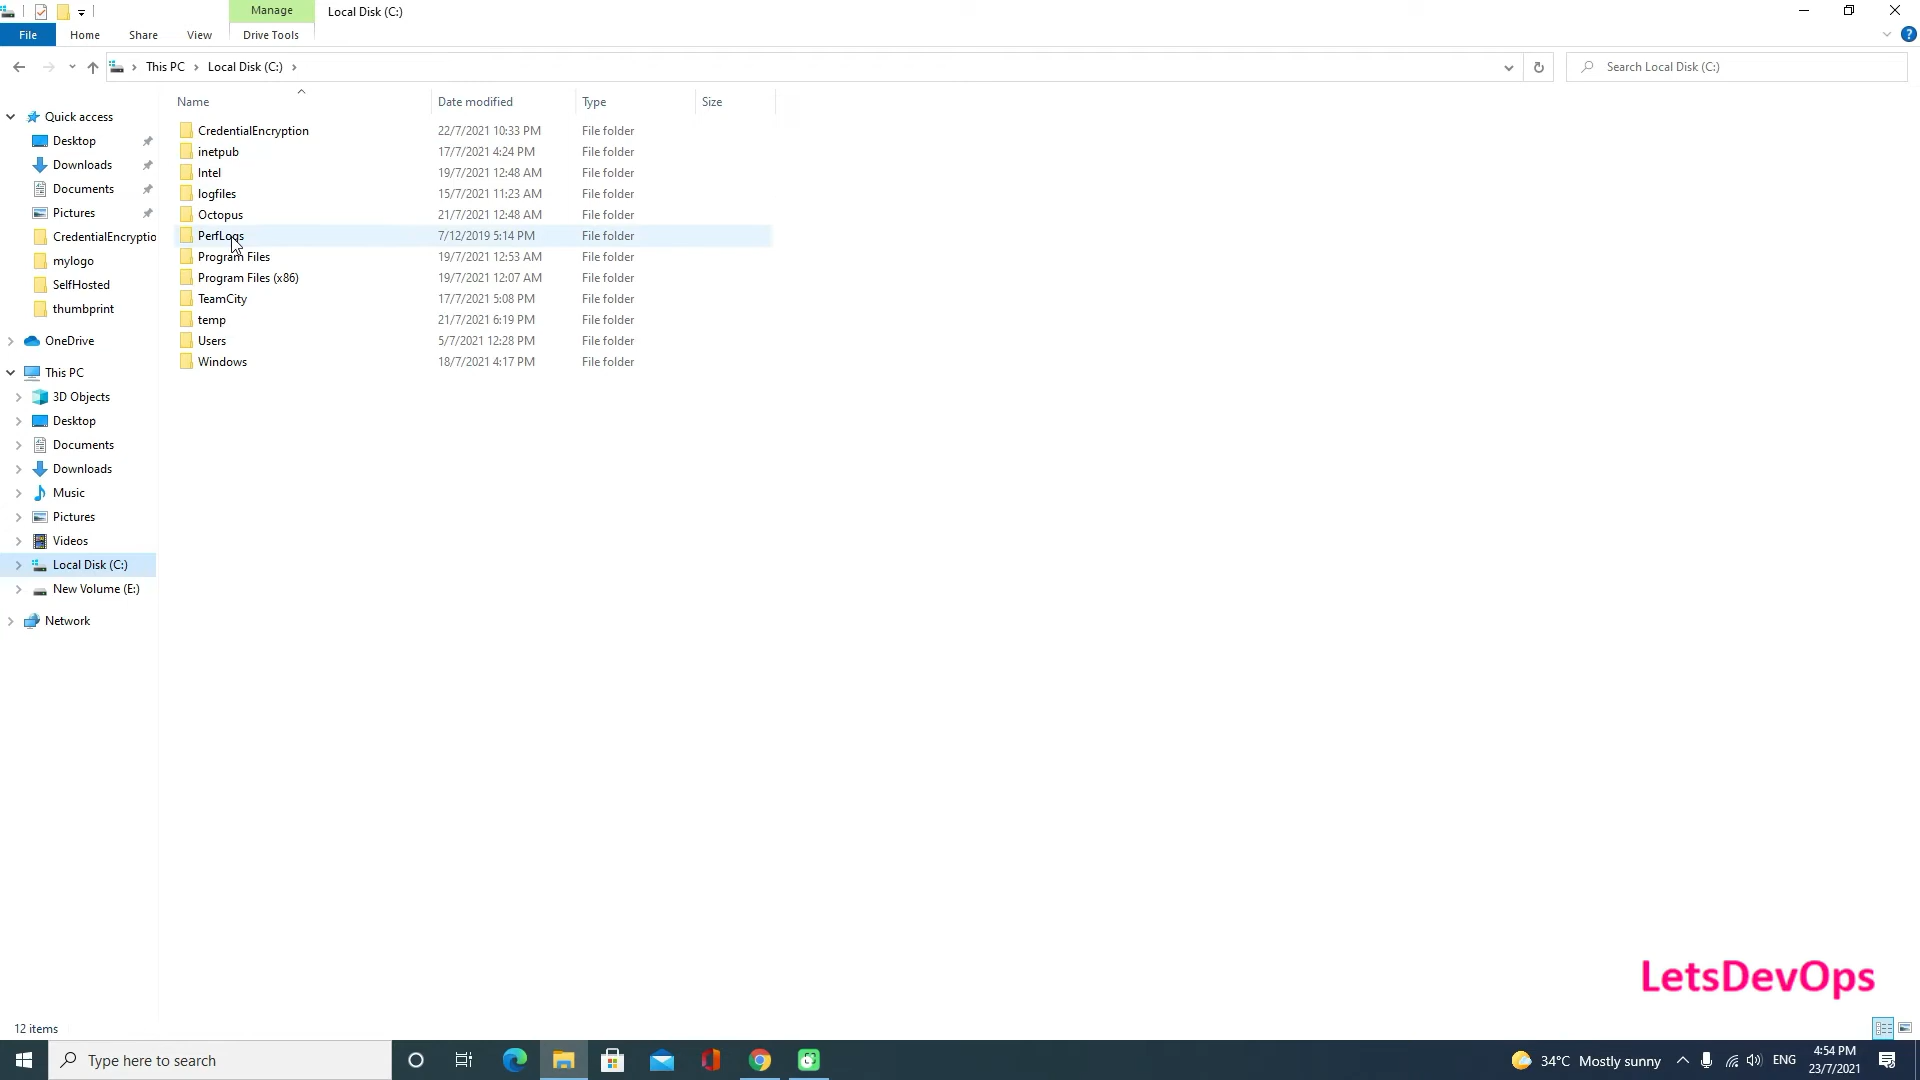 Manage
Local Disk (C:)
File
Home
Share
View
Drive Tools
This PC
Local Disk (C:)
Search Local Disk (C:)
Name
Date modified
Type
Size
Quick access
Desktop
Downloads
Documents
Pictures
CredentialEncryptio
mylogo
SelfHosted
thumbprint
OneDrive
This PC
3D Objects
Desktop
Documents
Downloads
Music
Pictures
Videos
Local Disk (C:)
New Volume (E:)
Network
CredentialEncryption 22/7/2021 10:33 PM File folder
inetpub 17/7/2021 4:24 PM File folder
Intel 19/7/2021 12:48 AM File folder
logfiles 15/7/2021 11:23 AM File folder
Octopus 21/7/2021 12:48 AM File folder
PerfLogs 7/12/2019 5:14 PM File folder
Program Files 19/7/2021 12:53 AM File folder
Program Files (x86) 19/7/2021 12:07 AM File folder
TeamCity 17/7/2021 5:08 PM File folder
temp 21/7/2021 6:19 PM File folder
Users 5/7/2021 12:28 PM File folder
Windows 18/7/2021 4:17 PM File folder
LetsDevOps
12 items
Type here to search
34°C Mostly sunny
ENG
4:54 PM
23/7/2021